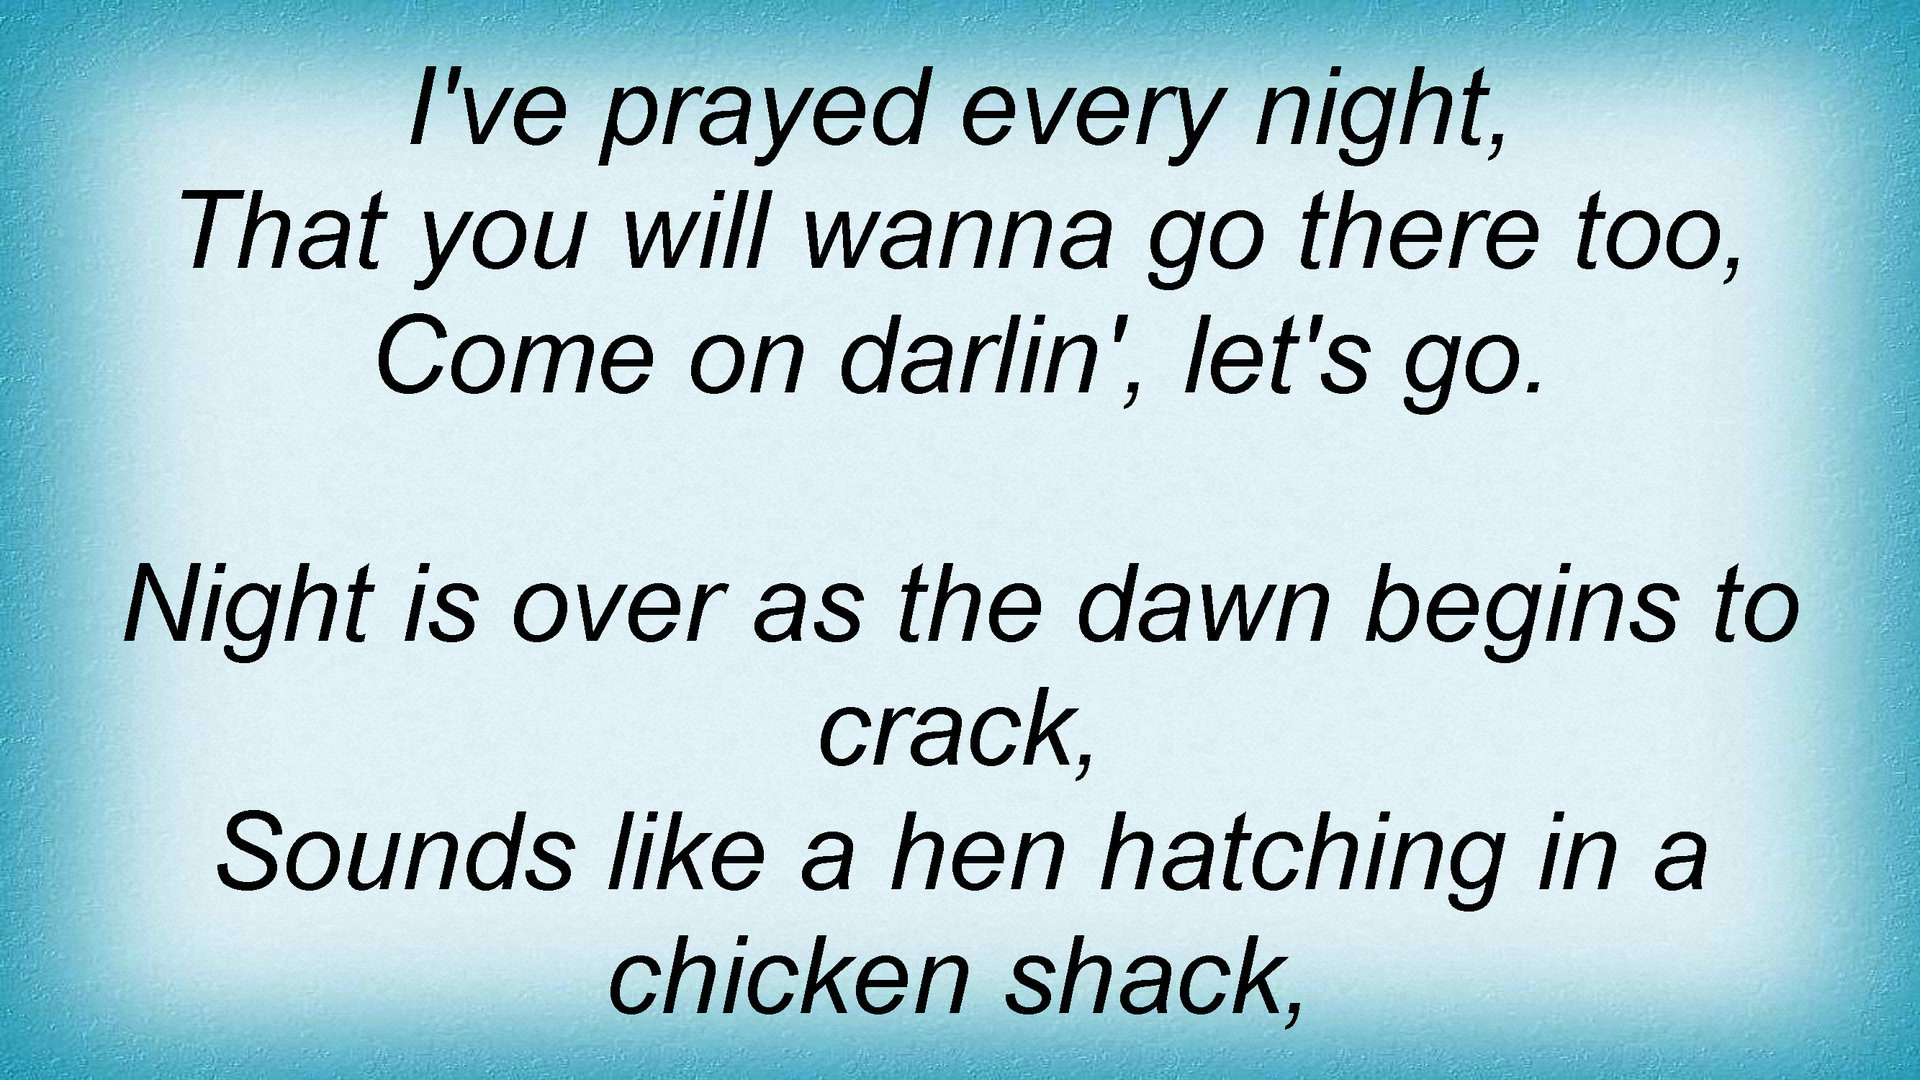 I've prayed every night,
That you will wanna go there too,
Come on darlin', let's go.
Night is over as the dawn begins to
crack,
Sounds like a hen hatching in a
chicken shack,